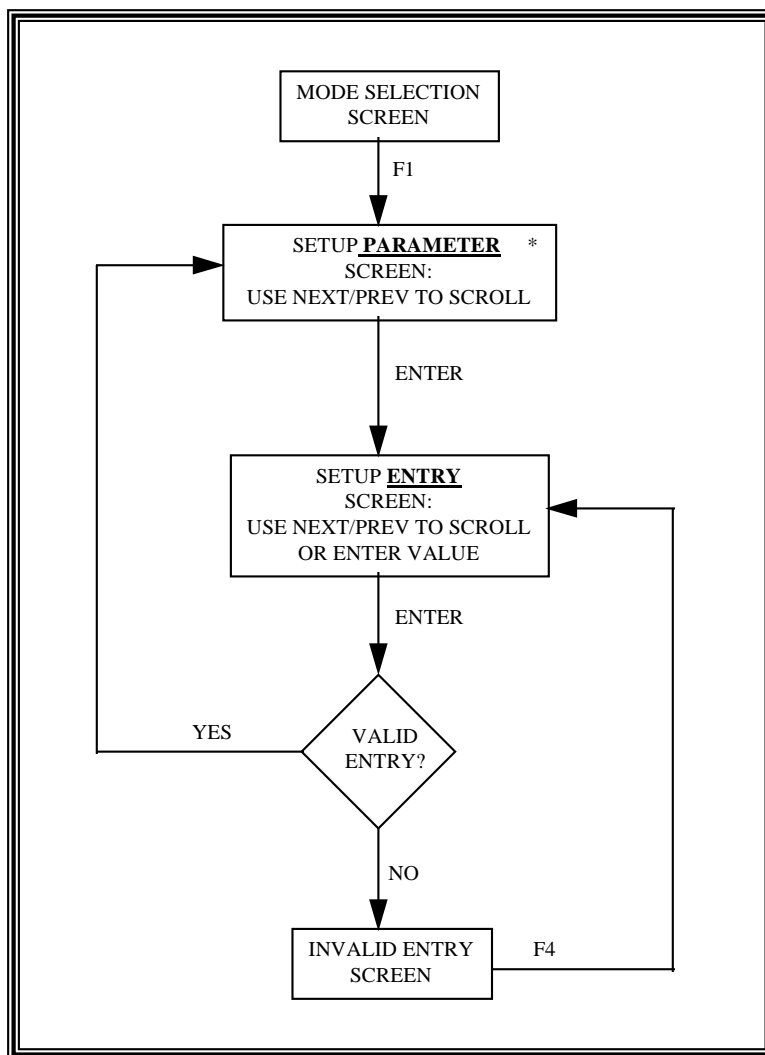 MODE SELECTION
SCREEN
F1
SETUP PARAMETER *
SCREEN:
USE NEXT/PREV TO SCROLL
ENTER
SETUP ENTRY
SCREEN:
USE NEXT/PREV TO SCROLL
OR ENTER VALUE
ENTER
YES
VALID
ENTRY?
NO
INVALID ENTRY
SCREEN
F4